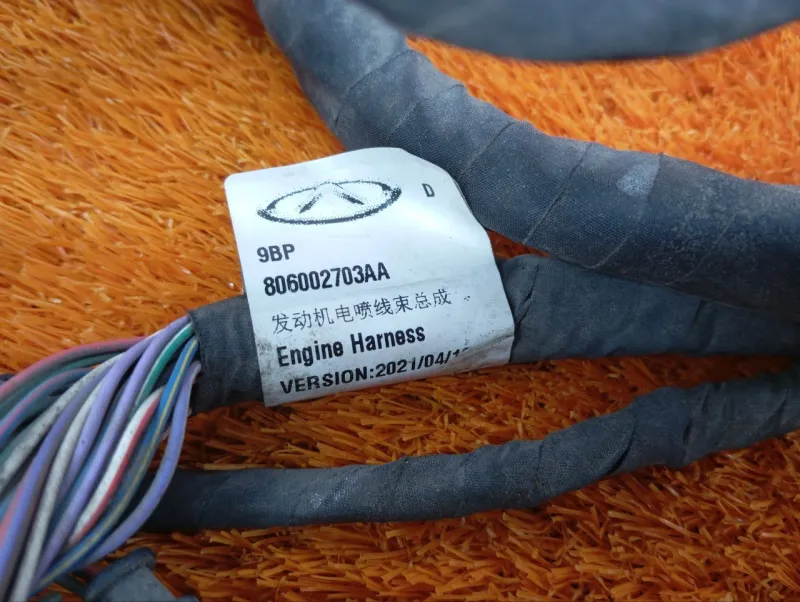 D
9BP
806002703AA
发动机电喷线束总成
Engine Harness
VERSION:2021/04/1